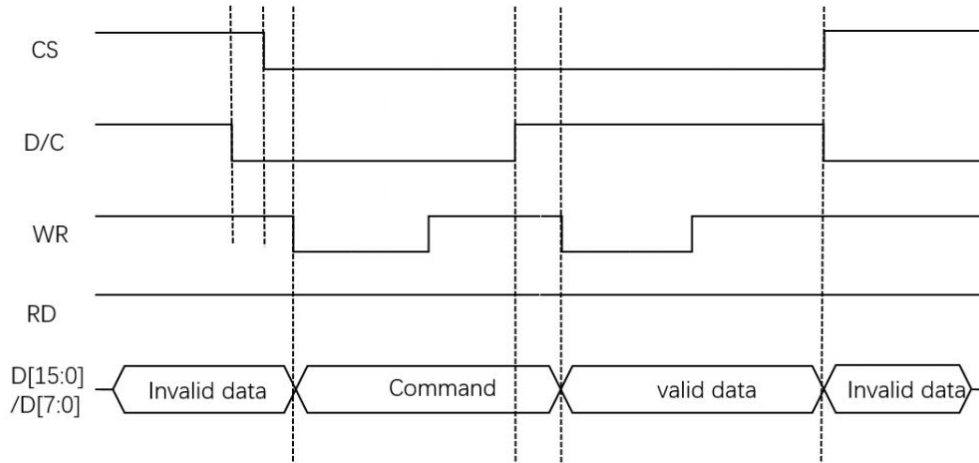 CS
D/C
WR
RD
D[15:0]
/D[7:0]
Invalid data
Command
valid data
Invalid data